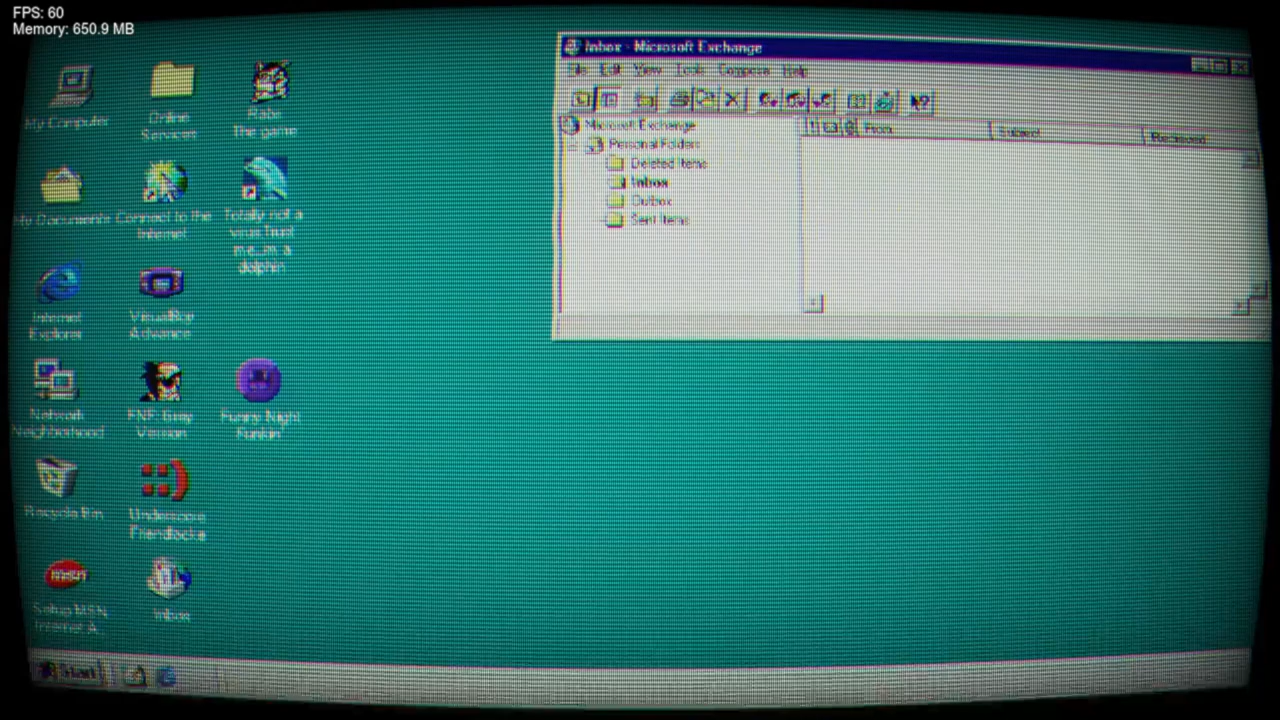 FPS: 60
Memory: 650.9 MB
Inbox - Microsoft Exchange
File Edit View Tools Compose Help
Microsoft Exchange
Personal Folders
Deleted Items
Inbox
Outbox
Sent Items
From
Subject
Received
My Computer
Online
Services
The game
My Documents
Connect to the
Internet
Totally not a
virus.Trust
me...im a
dolphin
Internet
Explorer
VisualBoy
Advance
Network
Neighborhood
FNF: Grey
Version
Funny Night
Funkin'
Recycle Bin
Underscore
Friendlocke
msn
Setup MSN
Internet A...
Inbox
Start